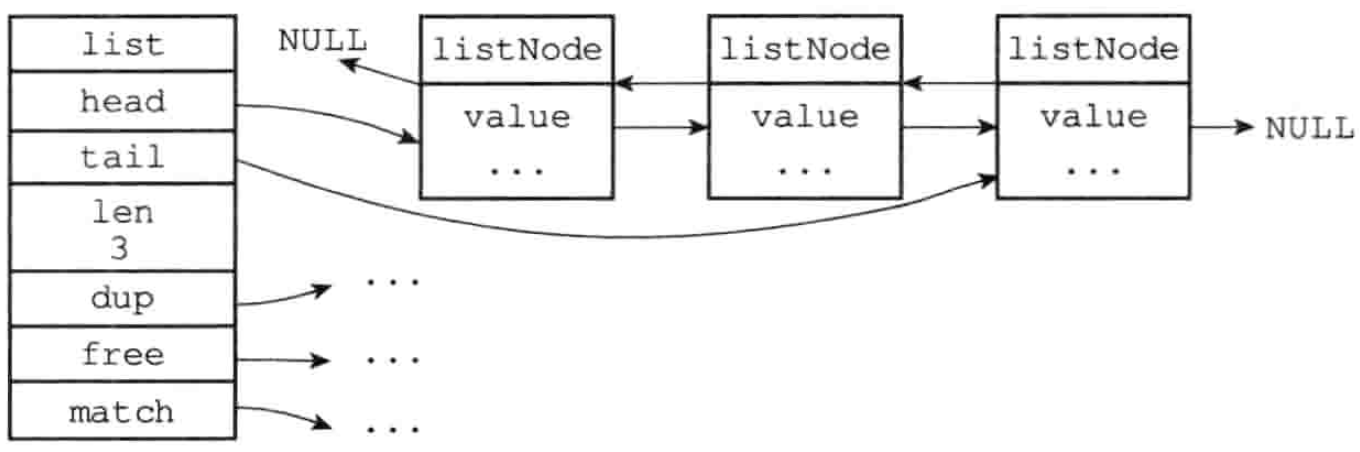 list
head
tail
len
3
dup
free
match
NULL
listNode
value
...
listNode
value
...
listNode
value
...
NULL
...
...
...